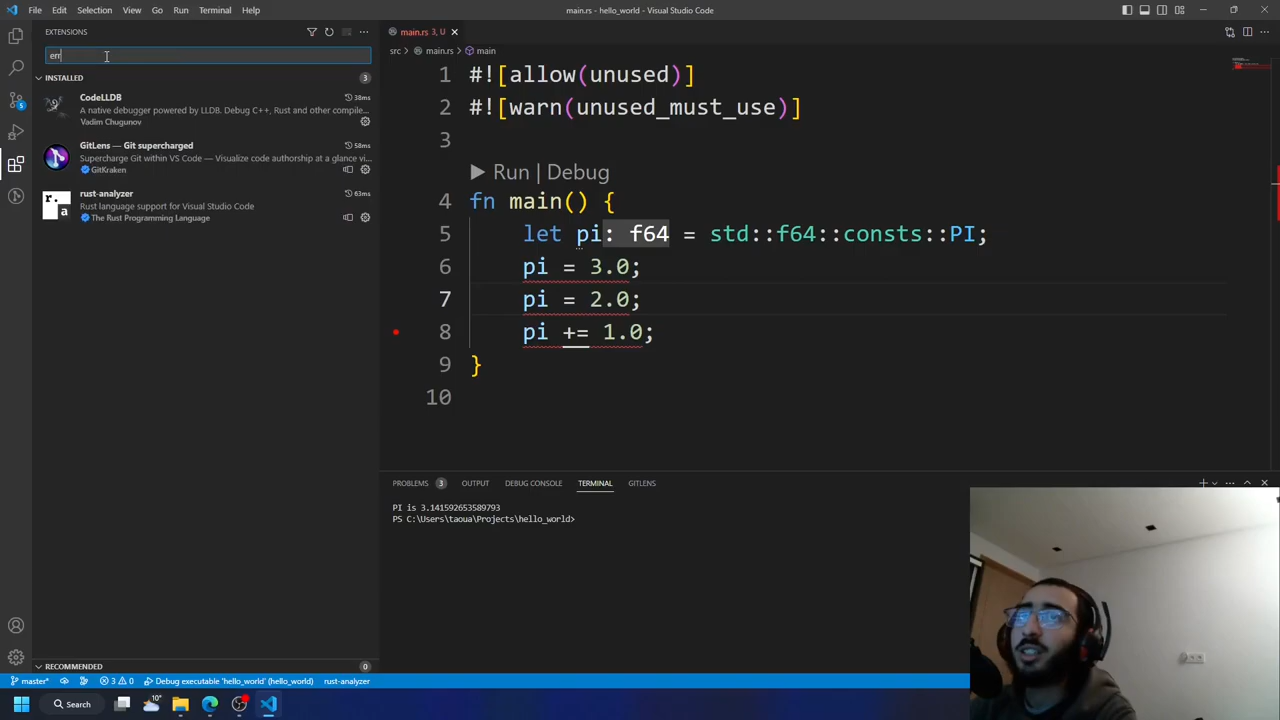 File Edit Selection View Go Run Terminal Help
main.rs - hello_world - Visual Studio Code
EXTENSIONS
err
INSTALLED 3
CodeLLDB 38ms
A native debugger powered by LLDB. Debug C++, Rust and other compile...
Vadim Chugunov
GitLens — Git supercharged 58ms
Supercharge Git within VS Code — Visualize code authorship at a glance vi...
GitKraken
rust-analyzer 63ms
Rust language support for Visual Studio Code
The Rust Programming Language
RECOMMENDED 0
main.rs 3, U
src > main.rs > main
1 #![allow(unused)]
2 #![warn(unused_must_use)]
3
Run | Debug
4 fn main() {
5 let pi: f64 = std::f64::consts::PI;
6 pi = 3.0;
7 pi = 2.0;
8 pi += 1.0;
9 }
10
PROBLEMS 3 OUTPUT DEBUG CONSOLE TERMINAL GITLENS
PI is 3.141592653589793
PS C:\Users\taoua\Projects\hello_world>
5
r.
a
master* 3 0 Debug executable 'hello_world' (hello_world) rust-analyzer
Search 10°